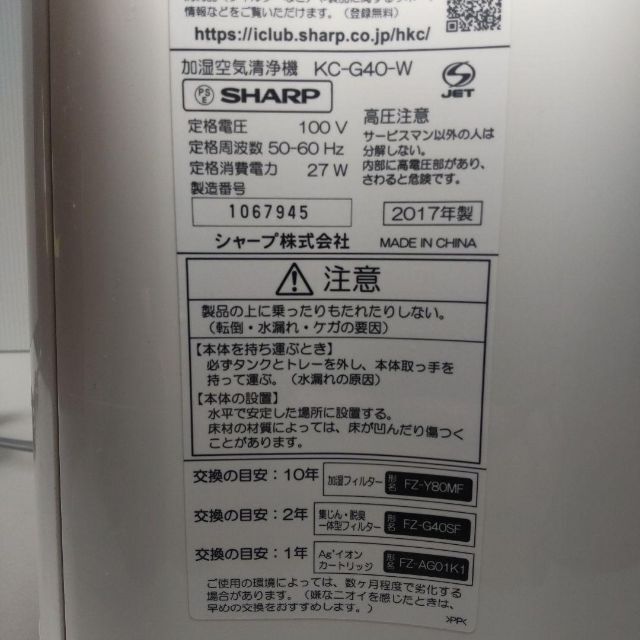 情報などをご覧いただけます。（登録無料）
https://iclub.sharp.co.jp/hkc/
加湿空気清浄機 KC-G40-W
PS
E
SHARP
S
JET
定格電圧 100 V
定格周波数 50-60 Hz
定格消費電力 27 W
製造番号
1067945
高圧注意
サービスマン以外の人は
分解しない。
内部に高電圧部があり、
さわると危険です。
2017年製
シャープ株式会社 MADE IN CHINA
注意
製品の上に乗ったりもたれたりしない。
（転倒・水漏れ・ケガの要因）
【本体を持ち運ぶとき】
必ずタンクとトレーを外し、本体取っ手を
持って運ぶ。（水漏れの原因）
【本体の設置】
水平で安定した場所に設置する。
床材の材質によっては、床が凹んだり傷つく
ことがあります。
交換の目安：10年 加湿フィルター 形名 FZ-Y80MF
交換の目安：2年 集じん・脱臭一体型フィルター 形名 FZ-G40SF
交換の目安：1年 Ag⁺イオンカートリッジ 形名 FZ-AG01K1
ご使用の環境によっては、数ヶ月程度で劣化する
場合があります。（嫌なニオイを感じたときは、
早めの交換をおすすめします。）
>PP<